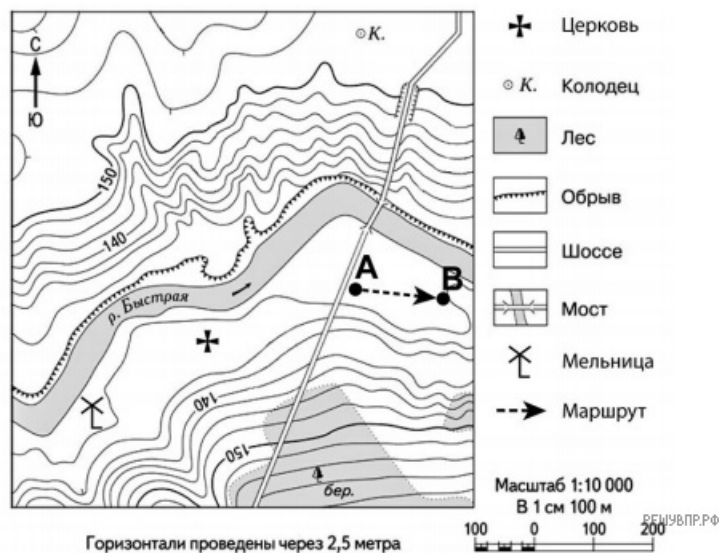 С
Ю
К.
150
140
р. Быстрая
А
В
140
150
бер.
Церковь
К. Колодец
Лес
Обрыв
Шоссе
Мост
Мельница
Маршрут
Масштаб 1:10 000
В 1 см 100 м
РЕШУВПР.РФ
100 0 100 200
Горизонтали проведены через 2,5 метра